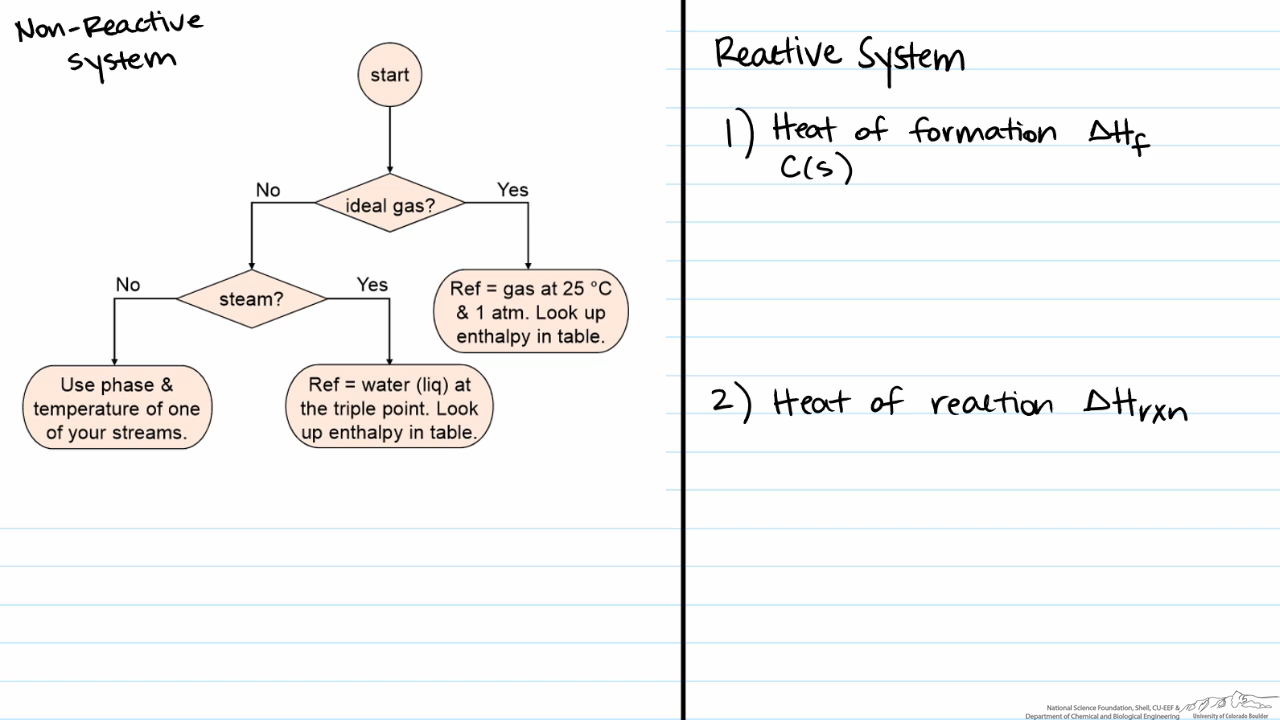 Non-Reactive
system
start
No
Yes
ideal gas?
No
Yes
steam?
Ref = gas at 25 °C
& 1 atm. Look up
enthalpy in table.
Use phase &
temperature of one
of your streams.
Ref = water (liq) at
the triple point. Look
up enthalpy in table.
Reactive System
1) Heat of formation ΔHf
C(s)
2) Heat of reaction ΔHrxn
National Science Foundation, Shell, CU-EEF &
Department of Chemical and Biological Engineering
University of Colorado Boulder